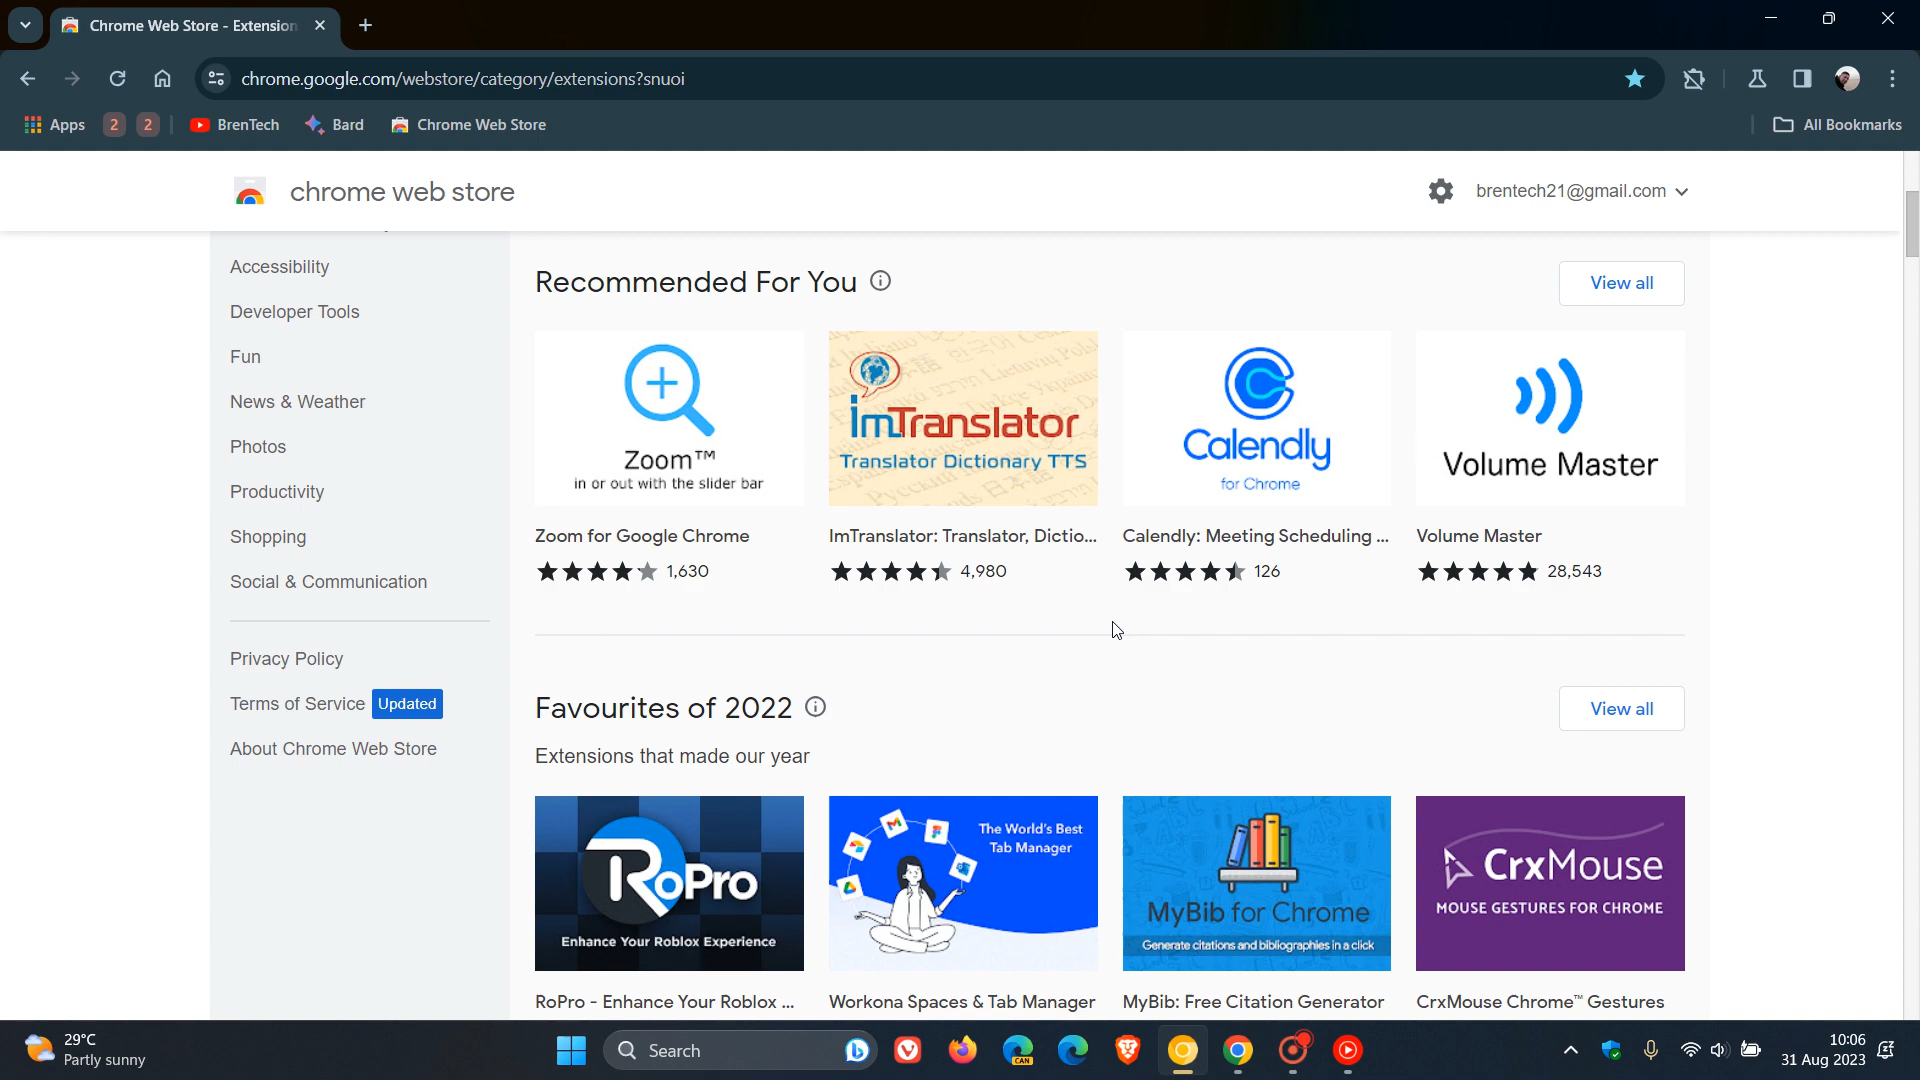 Chrome Web Store - Extension
chrome.google.com/webstore/category/extensions?snuoi
Apps
2
2
BrenTech
Bard
Chrome Web Store
All Bookmarks
chrome web store
brentech21@gmail.com
Accessibility
Developer Tools
Fun
News & Weather
Photos
Productivity
Shopping
Social & Communication
Privacy Policy
Terms of Service Updated
About Chrome Web Store
Recommended For You
View all
Zoom™
in or out with the slider bar
Zoom for Google Chrome
1,630
ImTranslator
Translator Dictionary TTS
ImTranslator: Translator, Dictio...
4,980
Calendly
for Chrome
Calendly: Meeting Scheduling ...
126
Volume Master
Volume Master
28,543
Favourites of 2022
View all
Extensions that made our year
RoPro
Enhance Your Roblox Experience
RoPro - Enhance Your Roblox ...
The World's Best
Tab Manager
Workona Spaces & Tab Manager
MyBib for Chrome
Generate citations and bibliographies in a click
MyBib: Free Citation Generator
CrxMouse
MOUSE GESTURES FOR CHROME
CrxMouse Chrome™ Gestures
29°C
Partly sunny
Search
CAN
10:06
31 Aug 2023